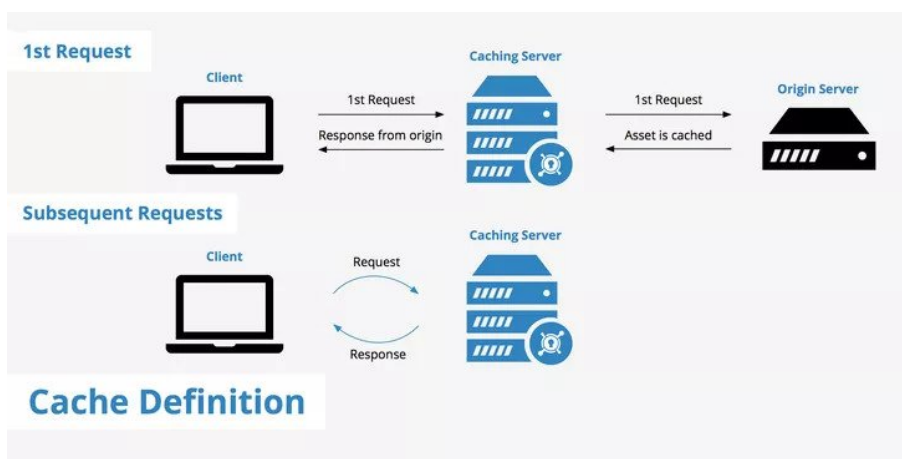 1st Request
Client
Caching Server
Origin Server
1st Request
1st Request
Response from origin
Asset is cached
Subsequent Requests
Client
Caching Server
Request
Response
Cache Definition